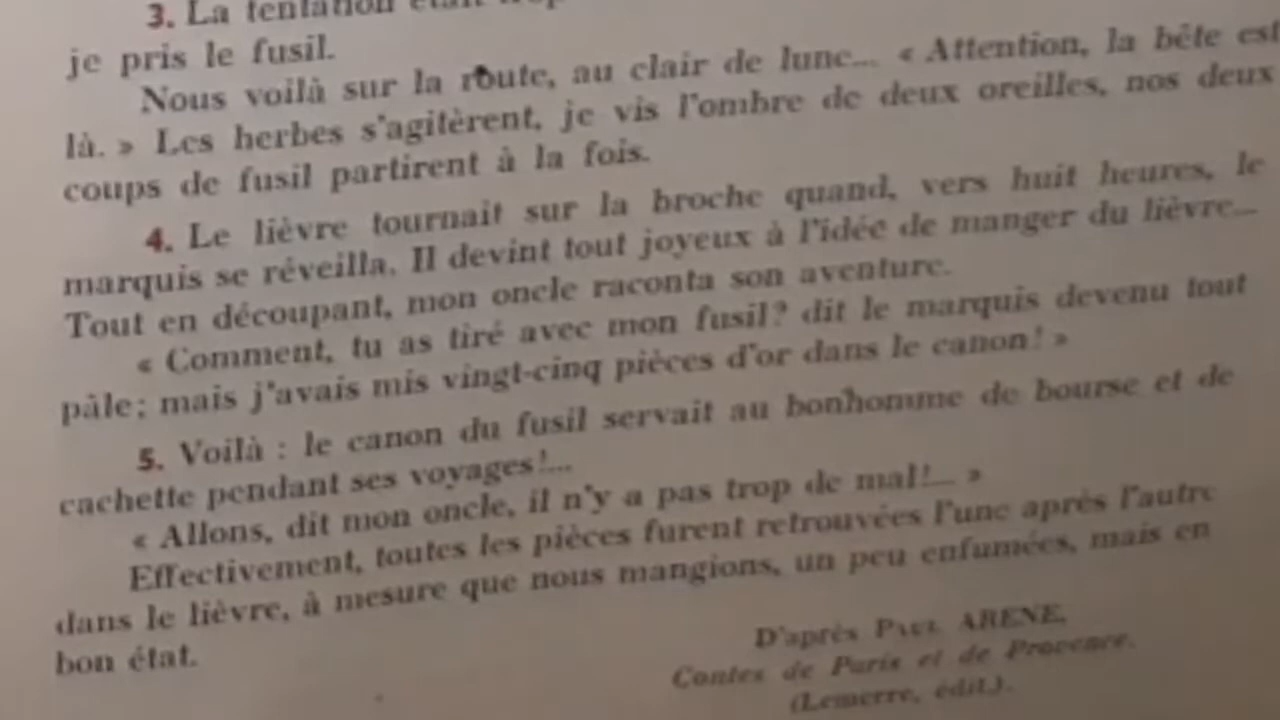 3. La tentation était trop
je pris le fusil.
Nous voilà sur la route, au clair de lune... « Attention, la bête est
là. » Les herbes s'agitèrent, je vis l'ombre de deux oreilles, nos deux
coups de fusil partirent à la fois.
4. Le lièvre tournait sur la broche quand, vers huit heures, le
marquis se réveilla. Il devint tout joyeux à l'idée de manger du lièvre...
Tout en découpant, mon oncle raconta son aventure.
« Comment, tu as tiré avec mon fusil? dit le marquis devenu tout
pâle; mais j'avais mis vingt-cinq pièces d'or dans le canon! »
5. Voilà : le canon du fusil servait au bonhomme de bourse et de
cachette pendant ses voyages!...
« Allons, dit mon oncle, il n'y a pas trop de mal!... »
Effectivement, toutes les pièces furent retrouvées l'une après l'autre
dans le lièvre, à mesure que nous mangions, un peu enfumées, mais en
bon état.
D'après PAUL ARENE,
Contes de Paris et de Provence.
(Lemerre, édit.).